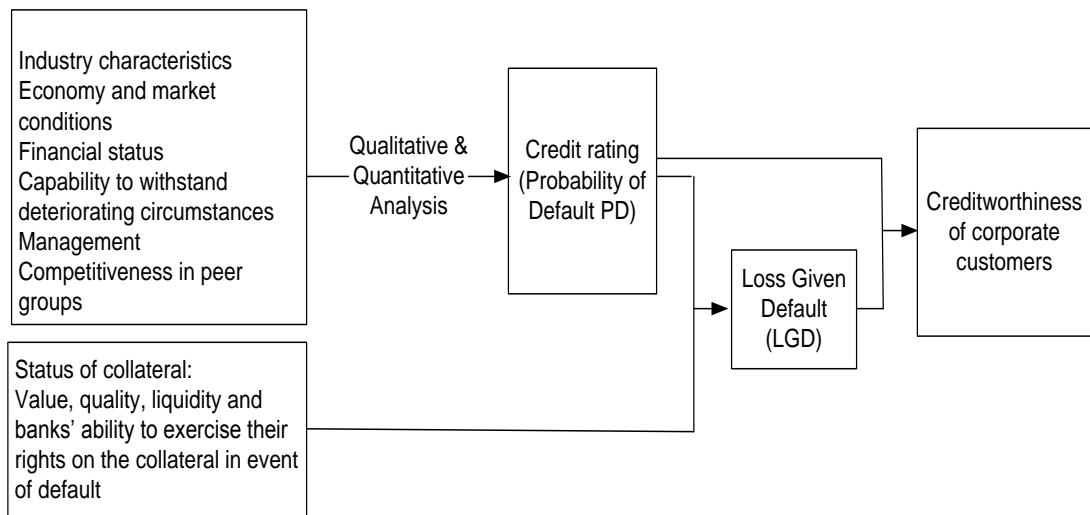 Industry characteristics
Economy and market
conditions
Financial status
Capability to withstand
deteriorating circumstances
Management
Competitiveness in peer
groups
Qualitative &
Quantitative
Analysis
Credit rating
(Probability of
Default PD)
Loss Given
Default
(LGD)
Creditworthiness
of corporate
customers
Status of collateral:
Value, quality, liquidity and
banks’ ability to exercise their
rights on the collateral in event
of default